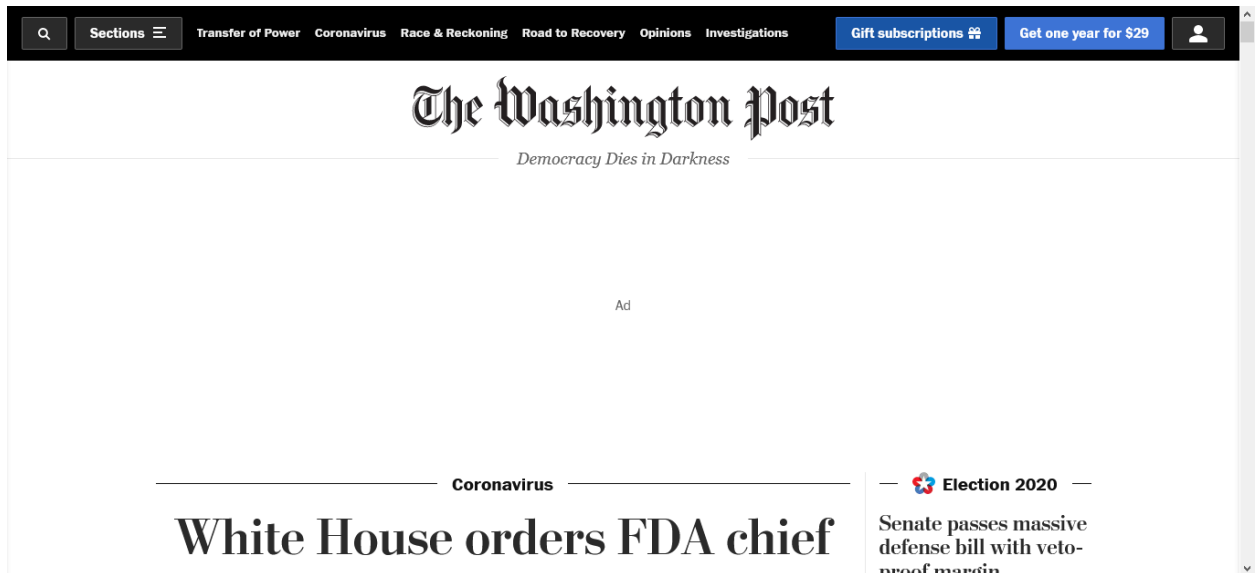 Sections
Transfer of Power Coronavirus Race & Reckoning Road to Recovery Opinions Investigations
Gift subscriptions
Get one year for $29
The Washington Post
Democracy Dies in Darkness
Ad
Coronavirus
White House orders FDA chief
Election 2020
Senate passes massive
defense bill with veto-
proof margin